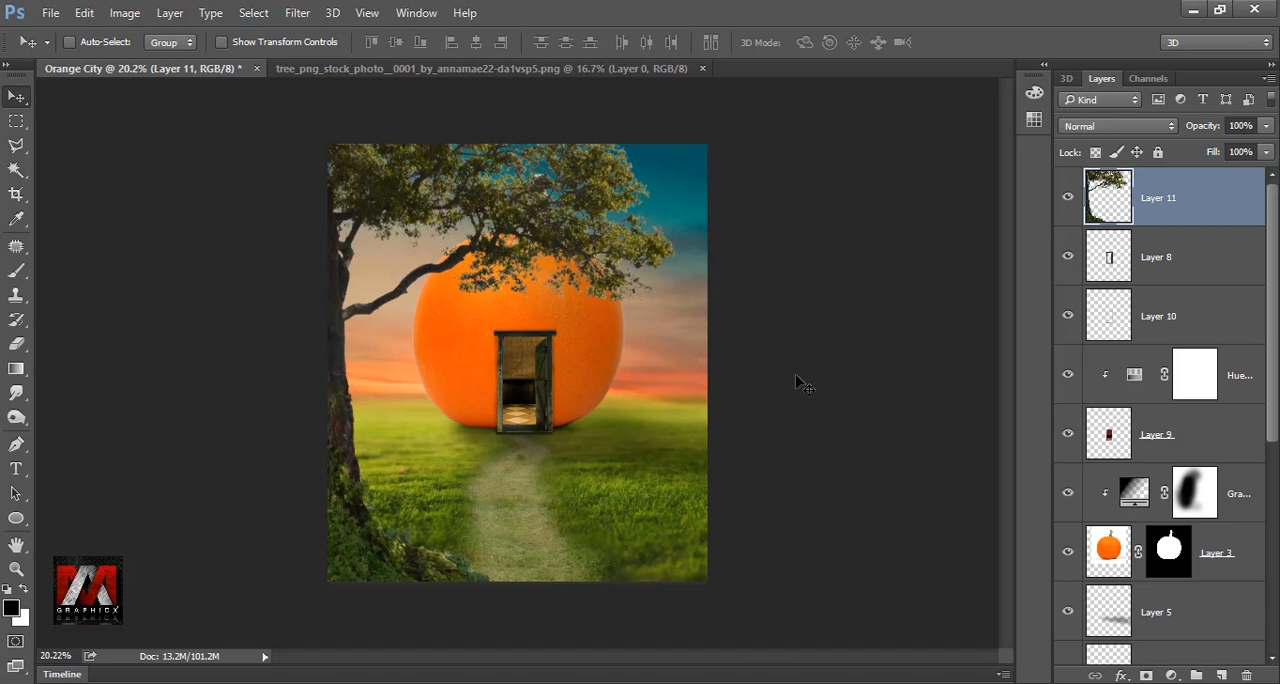 Ps File Edit Image Layer Type Select Filter 3D View Window Help
Auto-Select: Group Show Transform Controls 3D Mode: 3D
Orange City @ 20.2% (Layer 11, RGB/8) * × tree_png_stock_photo__0001_by_annamae22-da1vsp5.png @ 16.7% (Layer 0, RGB/8) ×
3D Layers Channels
Kind
Normal Opacity: 100%
Lock: Fill: 100%
Layer 11
Layer 8
Layer 10
Hue...
Layer 9
Gra...
Layer 3
Layer 5
GRAPHICX
20.22% Doc: 13.2M/101.2M
Timeline